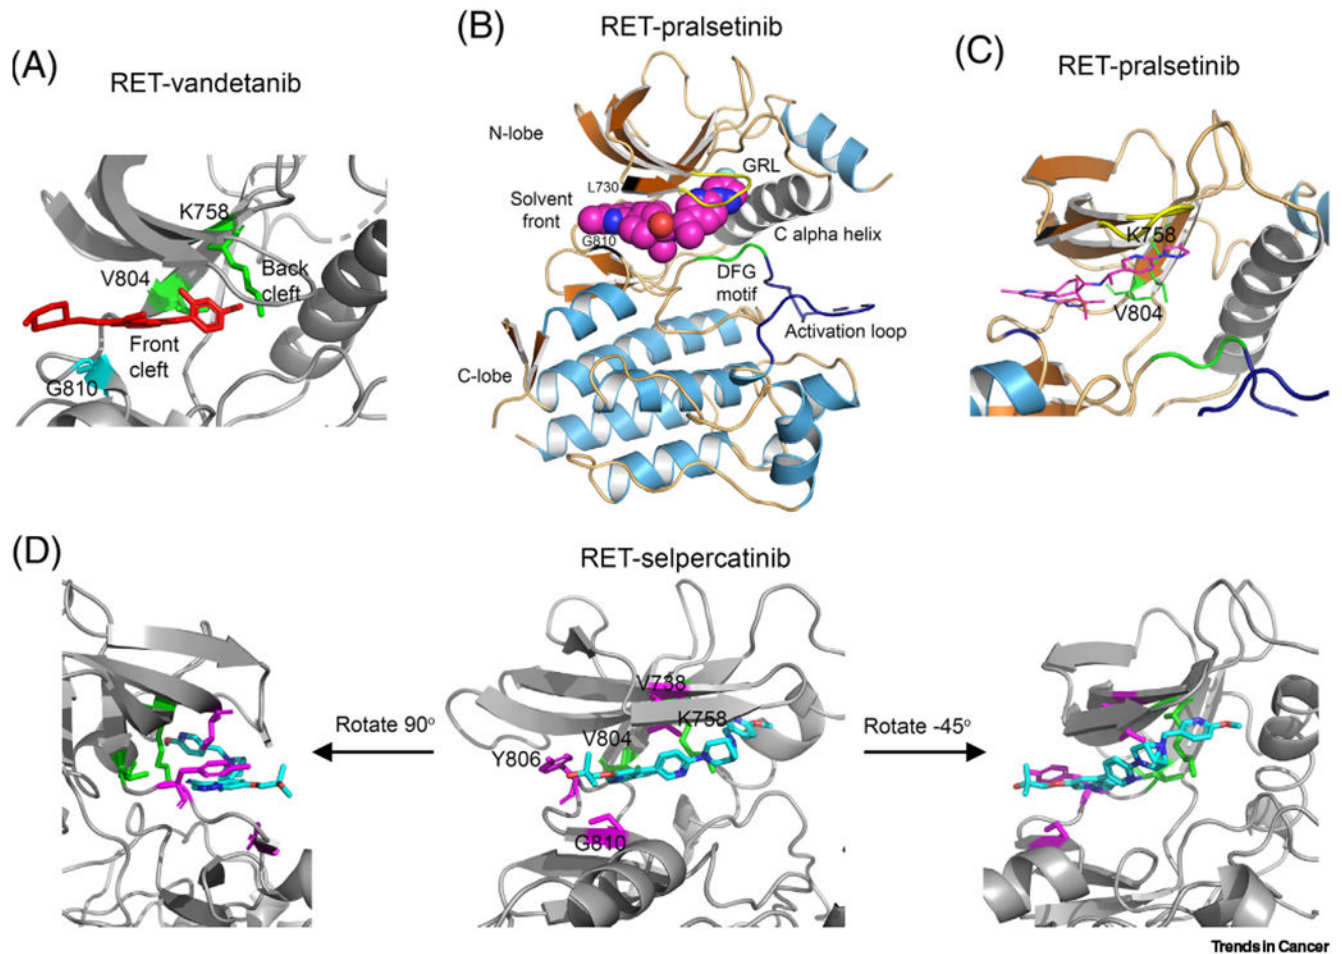 (A)
RET-vandetanib
K758
V804
Back
cleft
Front
cleft
G810
(B)
RET-pralsetinib
N-lobe
GRL
L730
Solvent
front
G810
C alpha helix
DFG
motif
Activation loop
C-lobe
(C)
RET-pralsetinib
K758
V804
(D)
RET-selpercatinib
Rotate 90°
V738
K758
V804
Y806
G810
Rotate -45°
Trends in Cancer